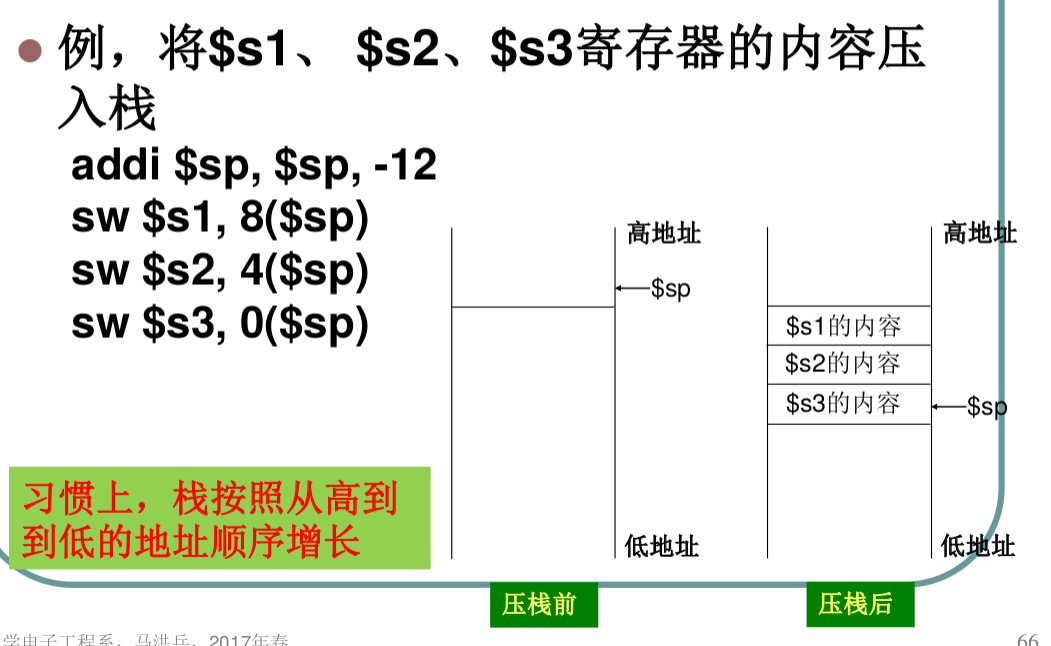 例，将$s1、 $s2、$s3寄存器的内容压
入栈
addi $sp, $sp, -12
sw $s1, 8($sp)
sw $s2, 4($sp)
sw $s3, 0($sp)
高地址
$sp
低地址
压栈前
高地址
$s1的内容
$s2的内容
$s3的内容
$sp
低地址
压栈后
习惯上，栈按照从高到
到低的地址顺序增长
学电子工程系，马洪兵，2017年春
66